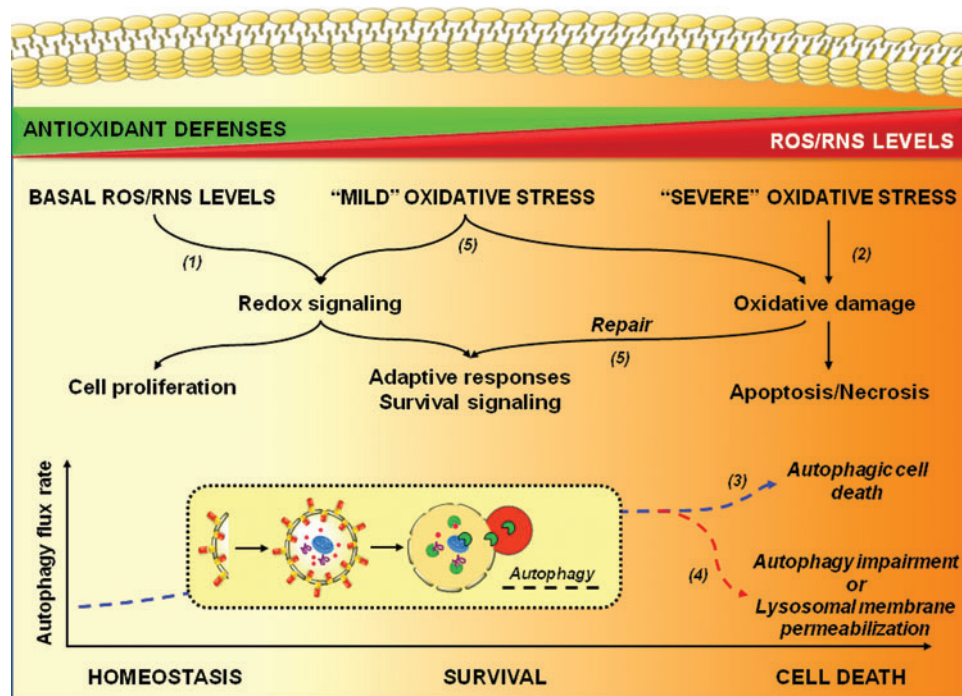 ANTIOXIDANT DEFENSES
ROS/RNS LEVELS
BASAL ROS/RNS LEVELS
“MILD” OXIDATIVE STRESS
“SEVERE” OXIDATIVE STRESS
(1)
(5)
(2)
Redox signaling
Oxidative damage
Repair
(5)
Cell proliferation
Adaptive responses
Survival signaling
Apoptosis/Necrosis
Autophagy flux rate
Autophagy
(3)
Autophagic cell
death
(4)
Autophagy impairment
or
Lysosomal membrane
permeabilization
HOMEOSTASIS
SURVIVAL
CELL DEATH